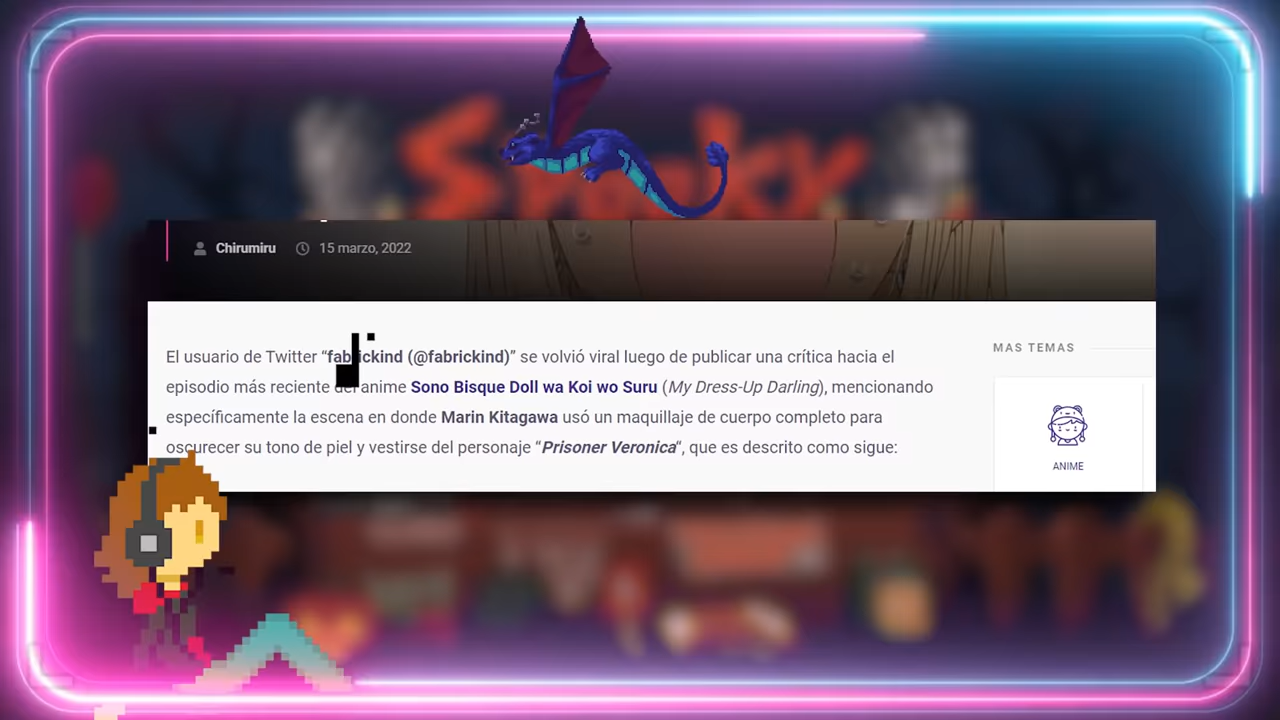 Spooky
Chirumiru 15 marzo, 2022
El usuario de Twitter “fabrickind (@fabrickind)” se volvió viral luego de publicar una crítica hacia el
episodio más reciente del anime Sono Bisque Doll wa Koi wo Suru (My Dress-Up Darling), mencionando
específicamente la escena en donde Marin Kitagawa usó un maquillaje de cuerpo completo para
oscurecer su tono de piel y vestirse del personaje “Prisoner Veronica“, que es descrito como sigue:
MAS TEMAS
ANIME